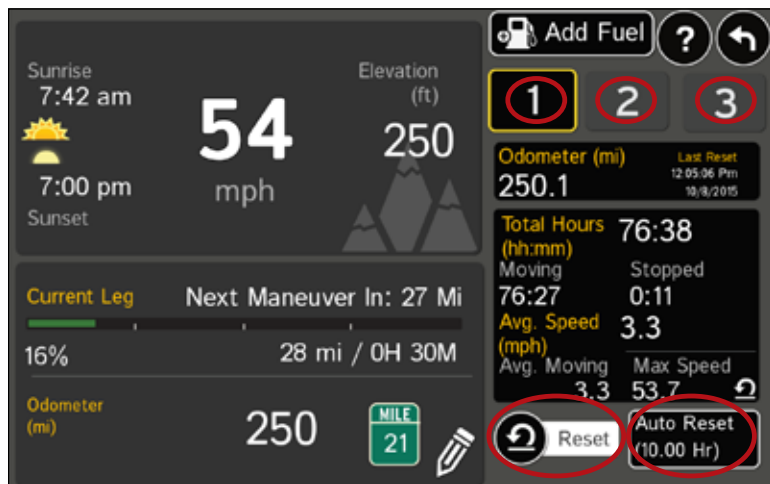 Sunrise
7:42 am
7:00 pm
Sunset
54
mph
Elevation
(ft)
250
Current Leg
Next Maneuver In: 27 Mi
16%
28 mi / 0H 30M
Odometer
(mi)
250
MILE
21
Add Fuel
?
1
2
3
Odometer (mi)
250.1
Last Reset
12:05:06 Pm
10/8/2015
Total Hours
(hh:mm)
76:38
Moving
Stopped
76:27
0:11
Avg. Speed
(mph)
3.3
Avg. Moving
Max Speed
3.3
53.7
Reset
Auto Reset
(10.00 Hr)